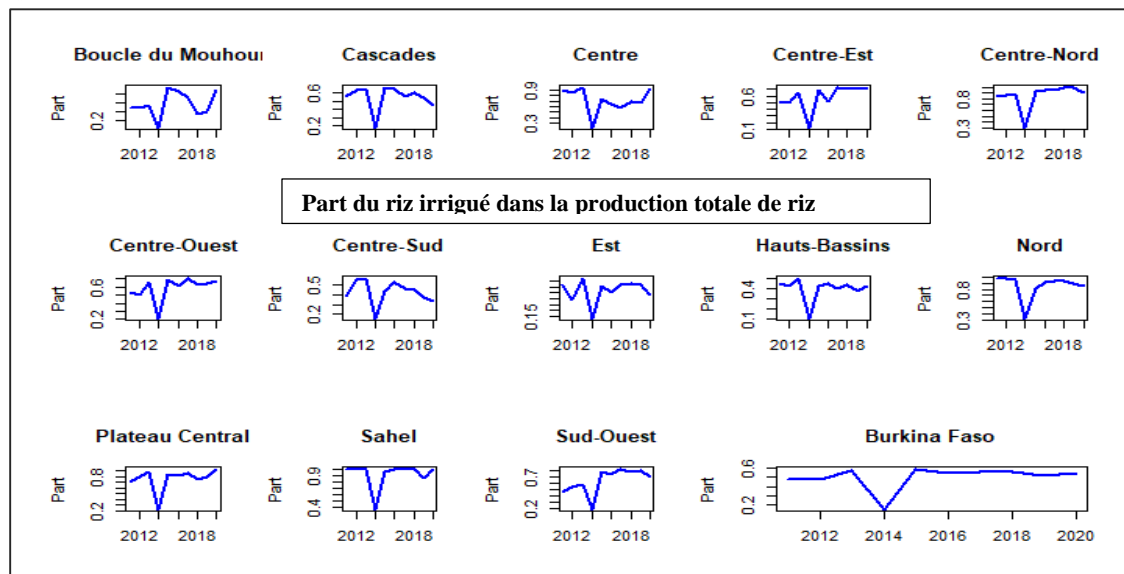 Boucle du Mouhour Cascades Centre Centre-Est Centre-Nord
Part 0.2 2012 2018
Part 0.2 0.6 2012 2018
Part 0.3 0.9 2012 2018
Part 0.1 0.6 2012 2018
Part 0.3 0.8 2012 2018
Part du riz irrigué dans la production totale de riz
Centre-Ouest Centre-Sud Est Hauts-Bassins Nord
Part 0.2 0.6 2012 2018
Part 0.2 0.5 2012 2018
Part 0.15 2012 2018
Part 0.1 0.4 2012 2018
Part 0.3 0.8 2012 2018
Plateau Central Sahel Sud-Ouest Burkina Faso
Part 0.2 0.8 2012 2018
Part 0.4 0.9 2012 2018
Part 0.2 0.7 2012 2018
Part 0.2 0.6 2012 2014 2016 2018 2020